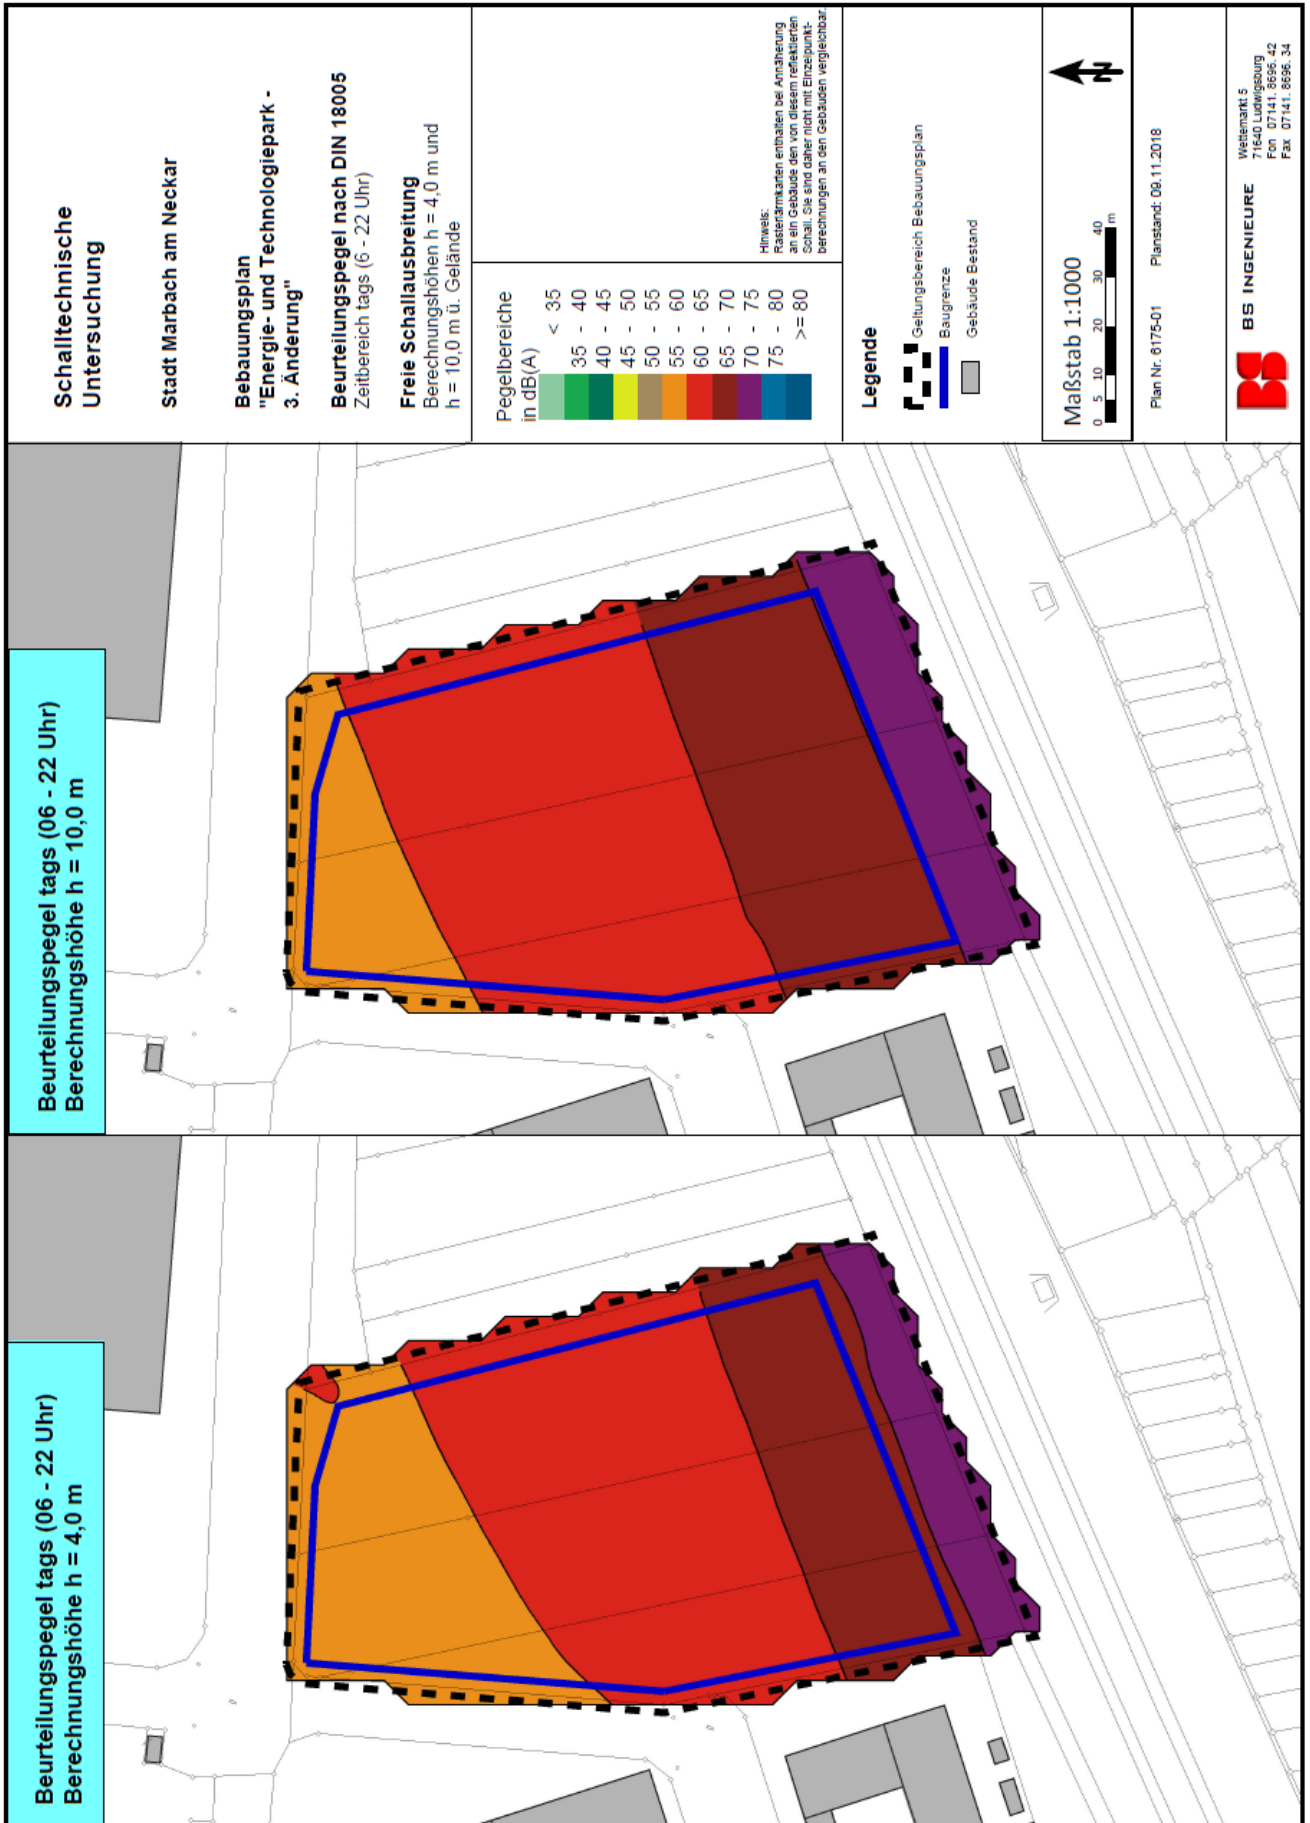 Beurteilungspegel tags (06 - 22 Uhr)
Berechnungshöhe h = 4,0 m
Beurteilungspegel tags (06 - 22 Uhr)
Berechnungshöhe h = 10,0 m
Schalltechnische
Untersuchung
Stadt Marbach am Neckar
Bebauungsplan
"Energie- und Technologiepark -
3. Änderung"
Beurteilungspegel nach DIN 18005
Zeitbereich tags (6 - 22 Uhr)
Freie Schallausbreitung
Berechnungshöhen h = 4,0 m und
h = 10,0 m ü. Gelände
Pegelbereiche
in dB(A)
< 35
35 - 40
40 - 45
45 - 50
50 - 55
55 - 60
60 - 65
65 - 70
70 - 75
75 - 80
>= 80
Hinweis:
Rasterlärmkarten enthalten bei Annäherung
an ein Gebäude den von diesem reflektierten
Schall. Sie sind daher nicht mit Einzelpunkt-
berechnungen an den Gebäuden vergleichbar.
Legende
Geltungsbereich Bebauungsplan
Baugrenze
Gebäude Bestand
Maßstab 1:1000
0 5 10 20 30 40
m
N
Plan Nr. 6175-01 Planstand: 09.11.2018
BS
BS INGENIEURE
Wettemarkt 5
71640 Ludwigsburg
Fon 07141. 8696. 42
Fax 07141. 8696. 34